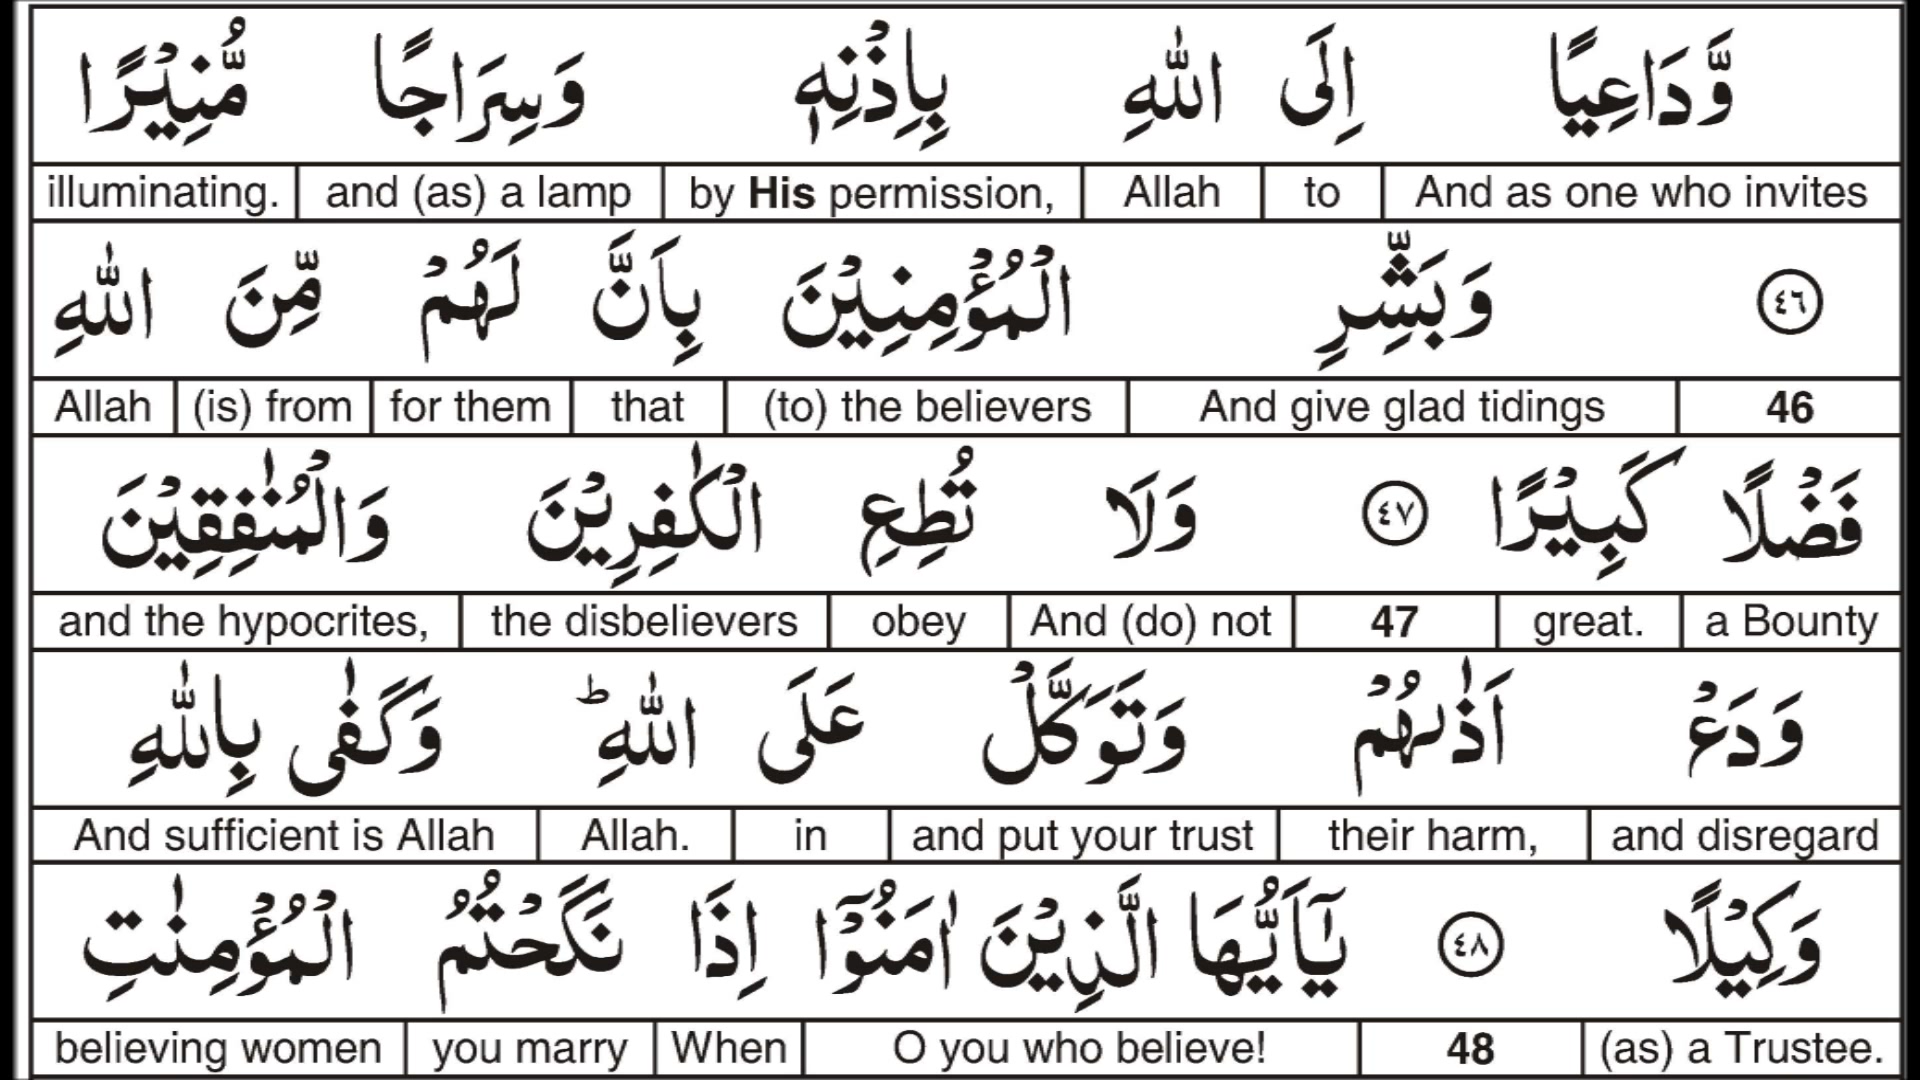 وَّدَاعِيًا اِلَى اللّٰهِ بِاِذْنِهٖ وَسِرَاجًا مُّنِيْرًا
illuminating. and (as) a lamp by His permission, Allah to And as one who invites
٤٦ وَبَشِّرِ الْمُؤْمِنِيْنَ بِاَنَّ لَهُمْ مِّنَ اللّٰهِ
Allah (is) from for them that (to) the believers And give glad tidings 46
فَضْلًا كَبِيْرًا ٤٧ وَلَا تُطِعِ الْكٰفِرِيْنَ وَالْمُنٰفِقِيْنَ
and the hypocrites, the disbelievers obey And (do) not 47 great. a Bounty
وَدَعْ اَذٰىهُمْ وَتَوَكَّلْ عَلَى اللّٰهِ ؕ وَكَفٰى بِاللّٰهِ
And sufficient is Allah Allah. in and put your trust their harm, and disregard
وَكِيْلًا ٤٨ يٰۤاَيُّهَا الَّذِيْنَ اٰمَنُوْۤا اِذَا نَكَحْتُمُ الْمُؤْمِنٰتِ
believing women you marry When O you who believe! 48 (as) a Trustee.